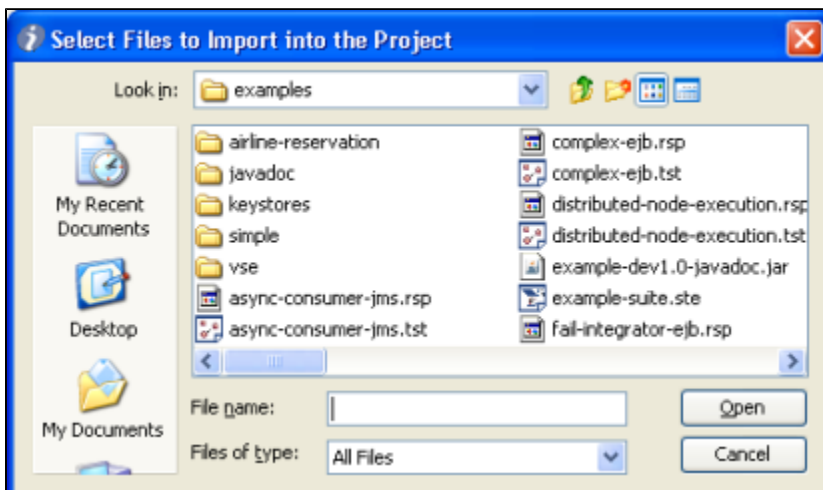 Select Files to Import into the Project
Look in: examples
My Recent Documents
Desktop
My Documents
airline-reservation
javadoc
keystores
simple
vse
async-consumer-jms.rsp
async-consumer-jms.tst
complex-ejb.rsp
complex-ejb.tst
distributed-node-execution.rsp
distributed-node-execution.tst
example-dev1.0-javadoc.jar
example-suite.ste
fail-integrator-ejb.rsp
File name:
Open
Files of type: All Files
Cancel